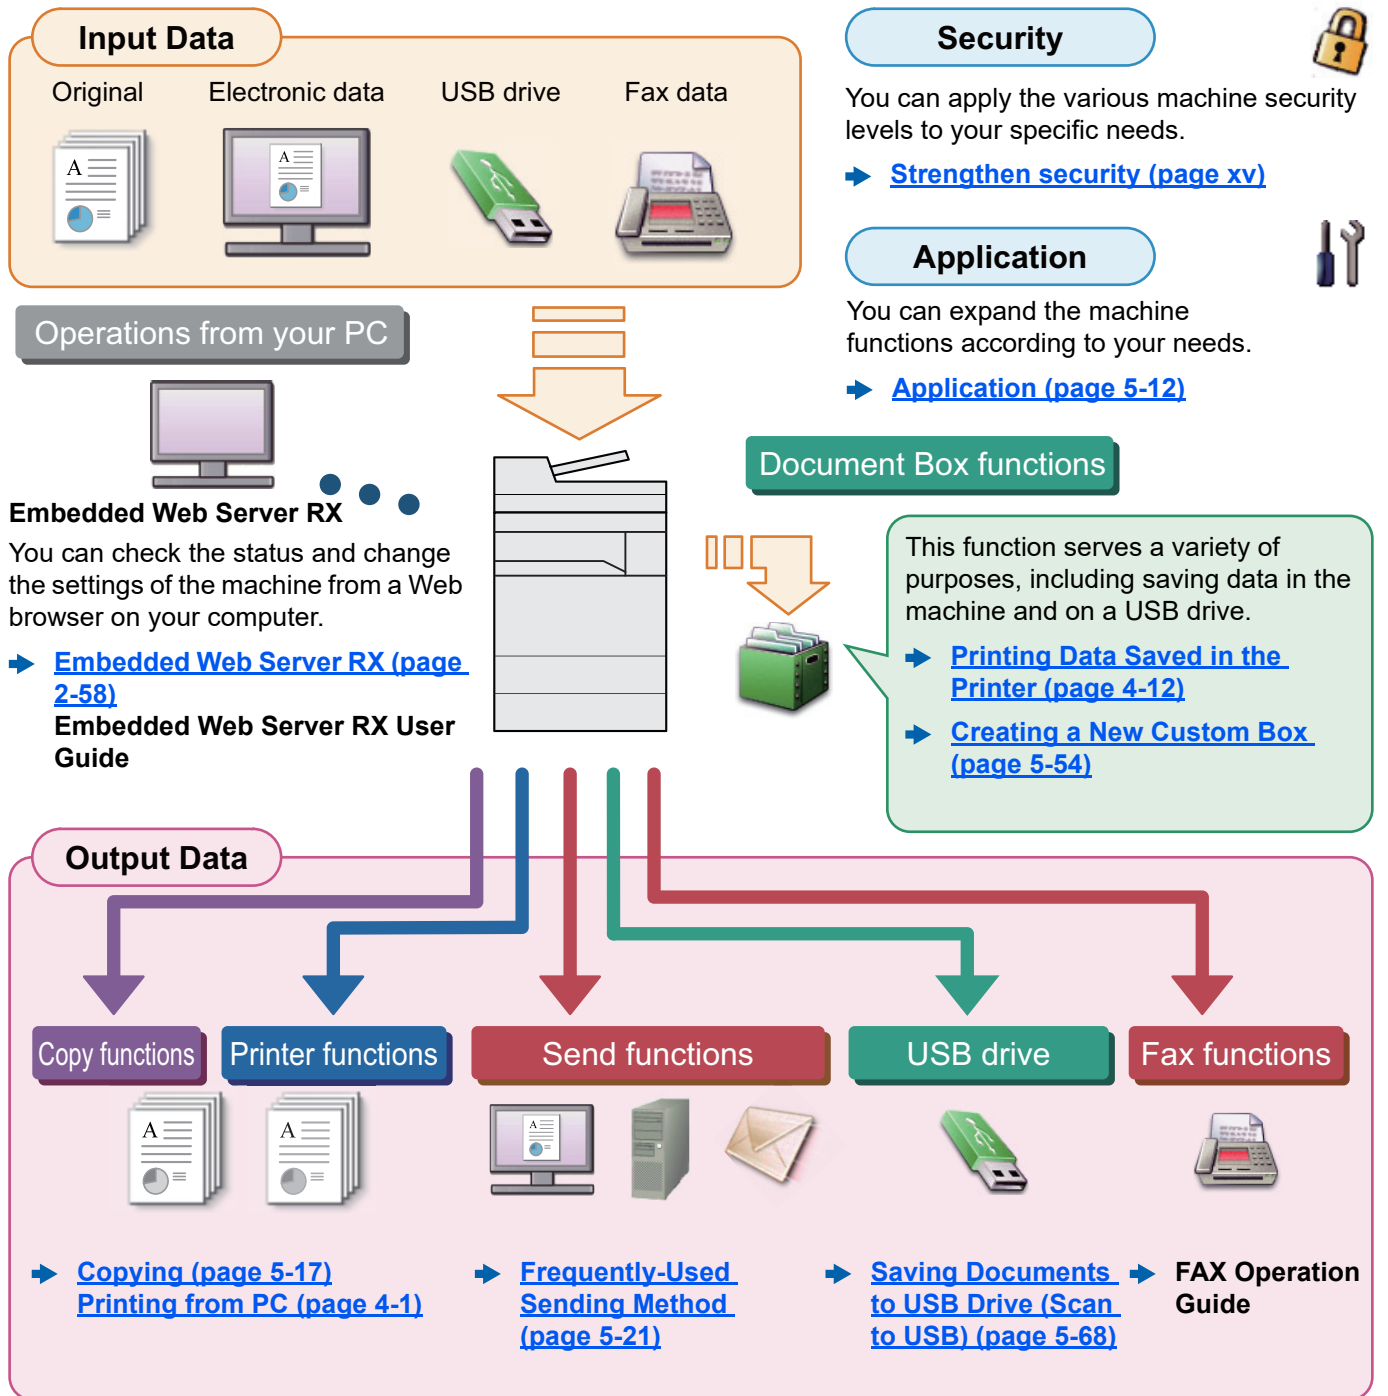 Input Data
Original
Electronic data
USB drive
Fax data
Security
You can apply the various machine security
levels to your specific needs.
Strengthen security (page xv)
Application
You can expand the machine
functions according to your needs.
Application (page 5-12)
Operations from your PC
Embedded Web Server RX
You can check the status and change
the settings of the machine from a Web
browser on your computer.
Embedded Web Server RX (page
2-58)
Embedded Web Server RX User
Guide
Document Box functions
This function serves a variety of
purposes, including saving data in the
machine and on a USB drive.
Printing Data Saved in the
Printer (page 4-12)
Creating a New Custom Box
(page 5-54)
Output Data
Copy functions
Printer functions
Send functions
USB drive
Fax functions
A
A
A
A
A
Copying (page 5-17)
Printing from PC (page 4-1)
Frequently-Used
Sending Method
(page 5-21)
Saving Documents
to USB Drive (Scan
to USB) (page 5-68)
FAX Operation
Guide